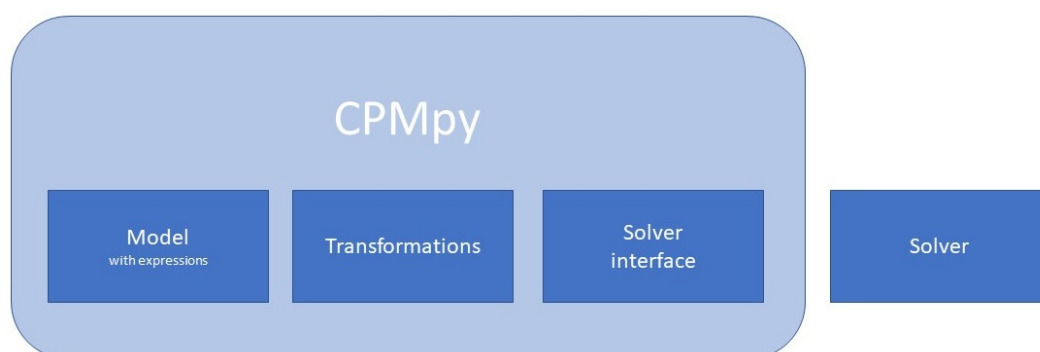 CPMpy
Model
with expressions
Transformations
Solver
interface
Solver